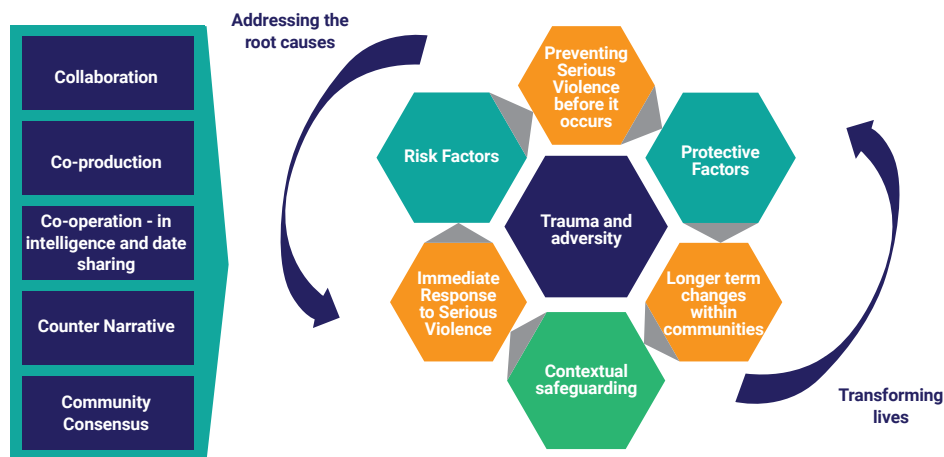 Collaboration
Co-production
Co-operation - in
intelligence and date
sharing
Counter Narrative
Community
Consensus
Addressing the
root causes
Preventing
Serious
Violence
before it
occurs
Risk Factors
Protective
Factors
Trauma and
adversity
Immediate
Response
to Serious
Violence
Longer term
changes
within
communities
Contextual
safeguarding
Transforming
lives